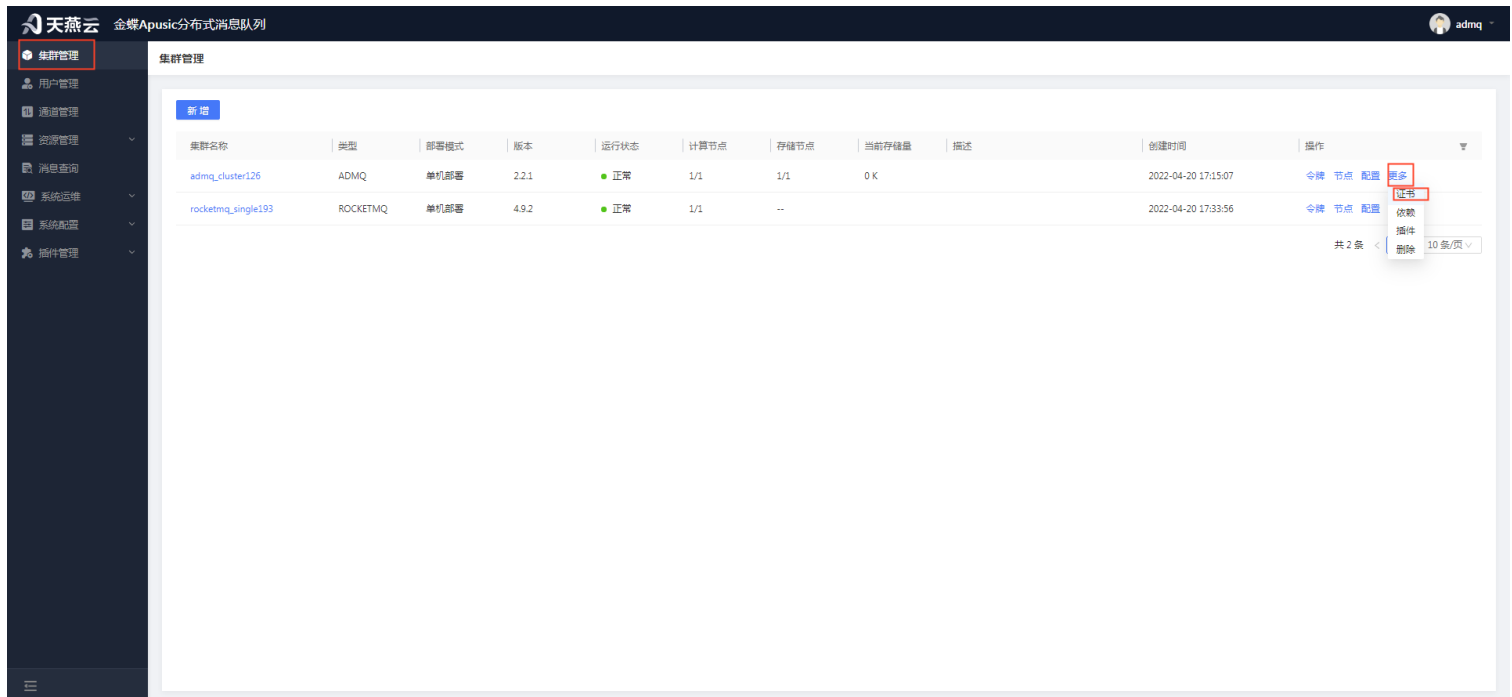 天燕云 金蝶Apusic分布式消息队列 admq
集群管理
用户管理
通道管理
资源管理
消息查询
系统运维
系统配置
插件管理
集群管理
新 增
集群名称 类型 部署模式 版本 运行状态 计算节点 存储节点 当前存储量 描述 创建时间 操作
admq_cluster126 ADMQ 单机部署 2.2.1 正常 1/1 1/1 0 K 2022-04-20 17:15:07 令牌 节点 配置 更多
rocketmq_single193 ROCKETMQ 单机部署 4.9.2 正常 1/1 -- 2022-04-20 17:33:56 令牌 节点 配置
证书
依赖
插件
删除
共 2 条 < 10 条/页